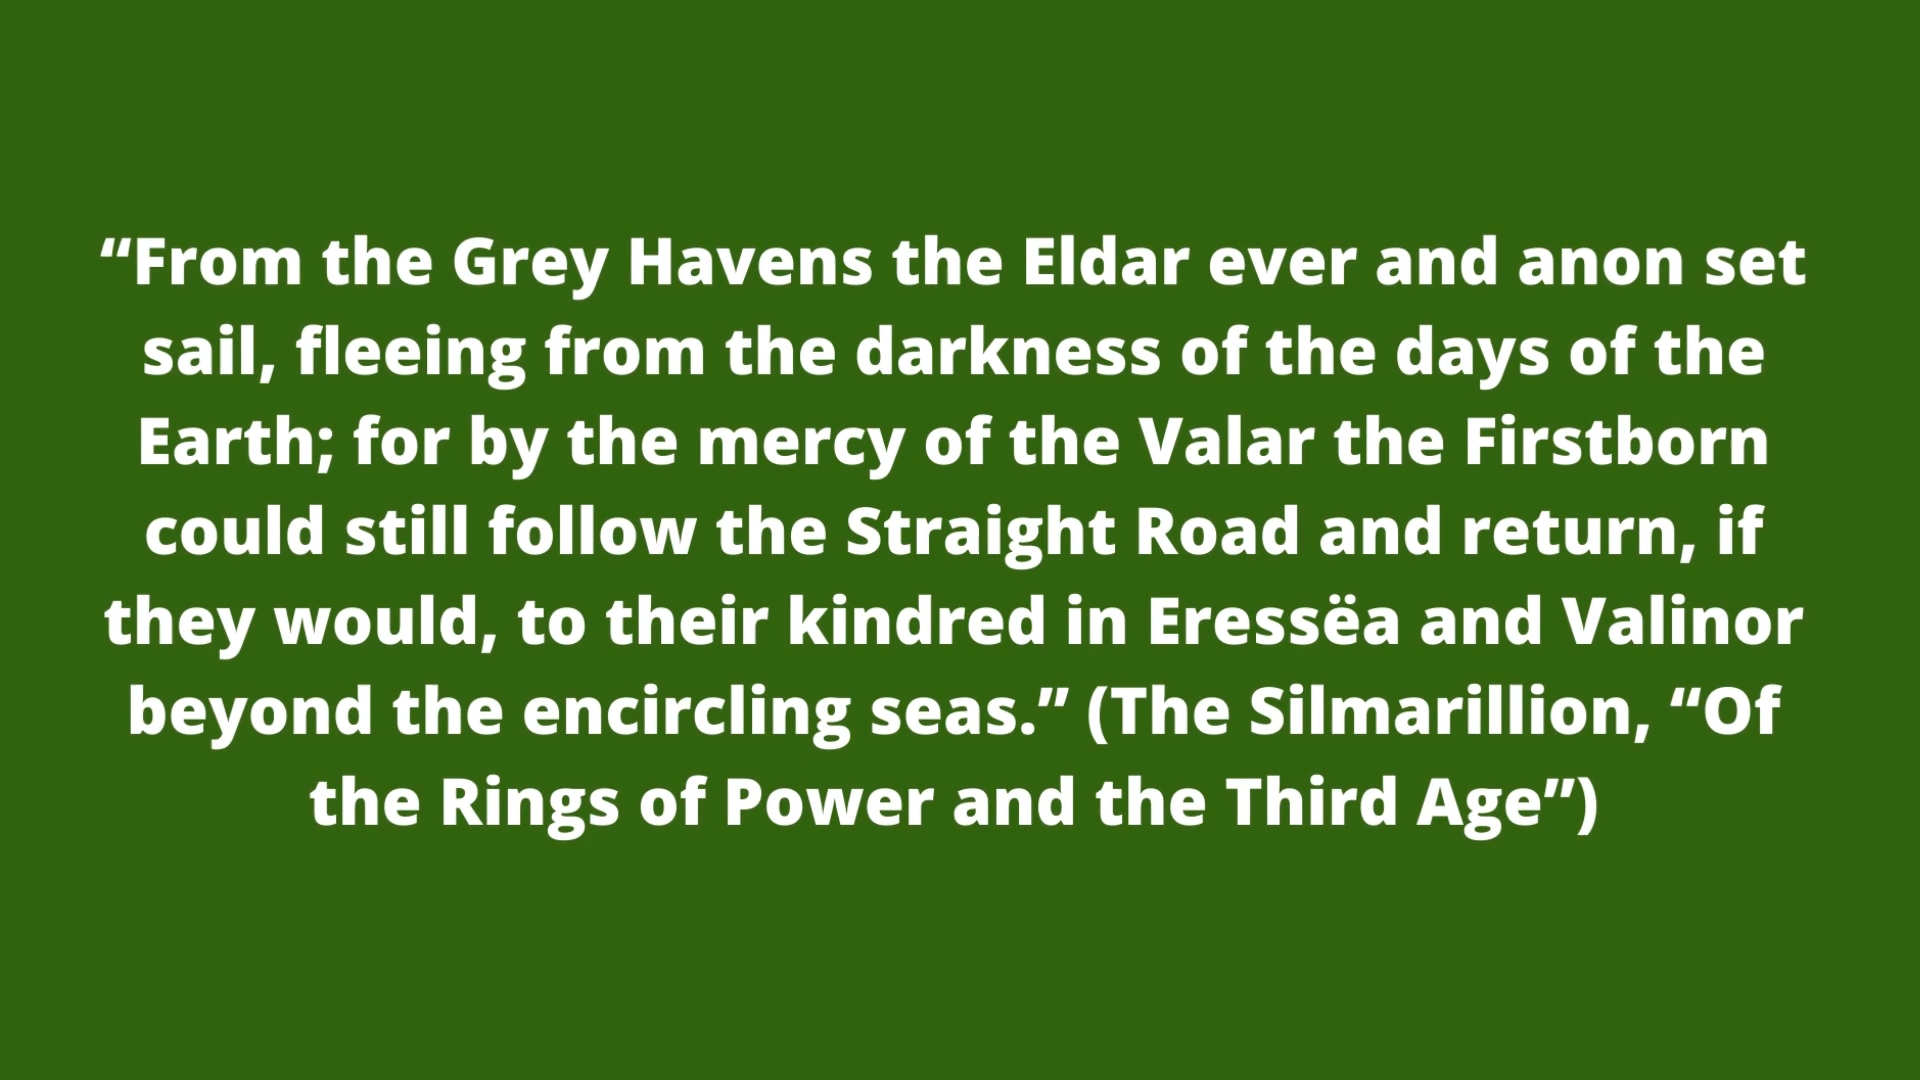 “From the Grey Havens the Eldar ever and anon set
sail, fleeing from the darkness of the days of the
Earth; for by the mercy of the Valar the Firstborn
could still follow the Straight Road and return, if
they would, to their kindred in Eressëa and Valinor
beyond the encircling seas.” (The Silmarillion, “Of
the Rings of Power and the Third Age”)